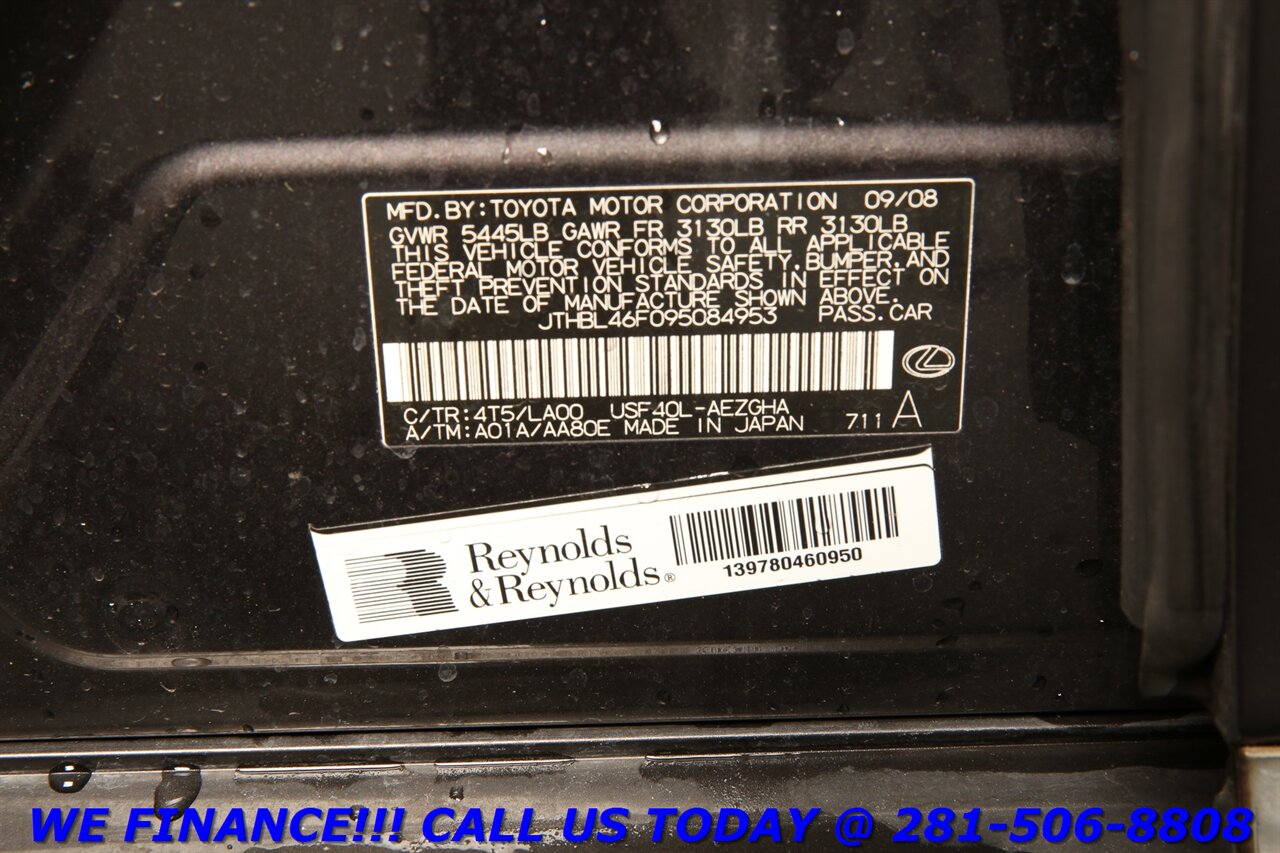 MFD.BY:TOYOTA MOTOR CORPORATION 09/08
GVWR 5445LB GAWR FR 3130LB RR 3130LB
THIS VEHICLE CONFORMS TO ALL APPLICABLE
FEDERAL MOTOR VEHICLE SAFETY,BUMPER,AND
THEFT PREVENTION STANDARDS IN EFFECT ON
THE DATE OF MANUFACTURE SHOWN ABOVE.
JTHBL46F095084953 PASS.CAR
C/TR:4T5/LA00 USF40L-AEZGHA
A/TM:A01A/AA80E MADE IN JAPAN 711 A
Reynolds
&Reynolds®
139780460950
WE FINANCE!!! CALL US TODAY @ 281-506-8808